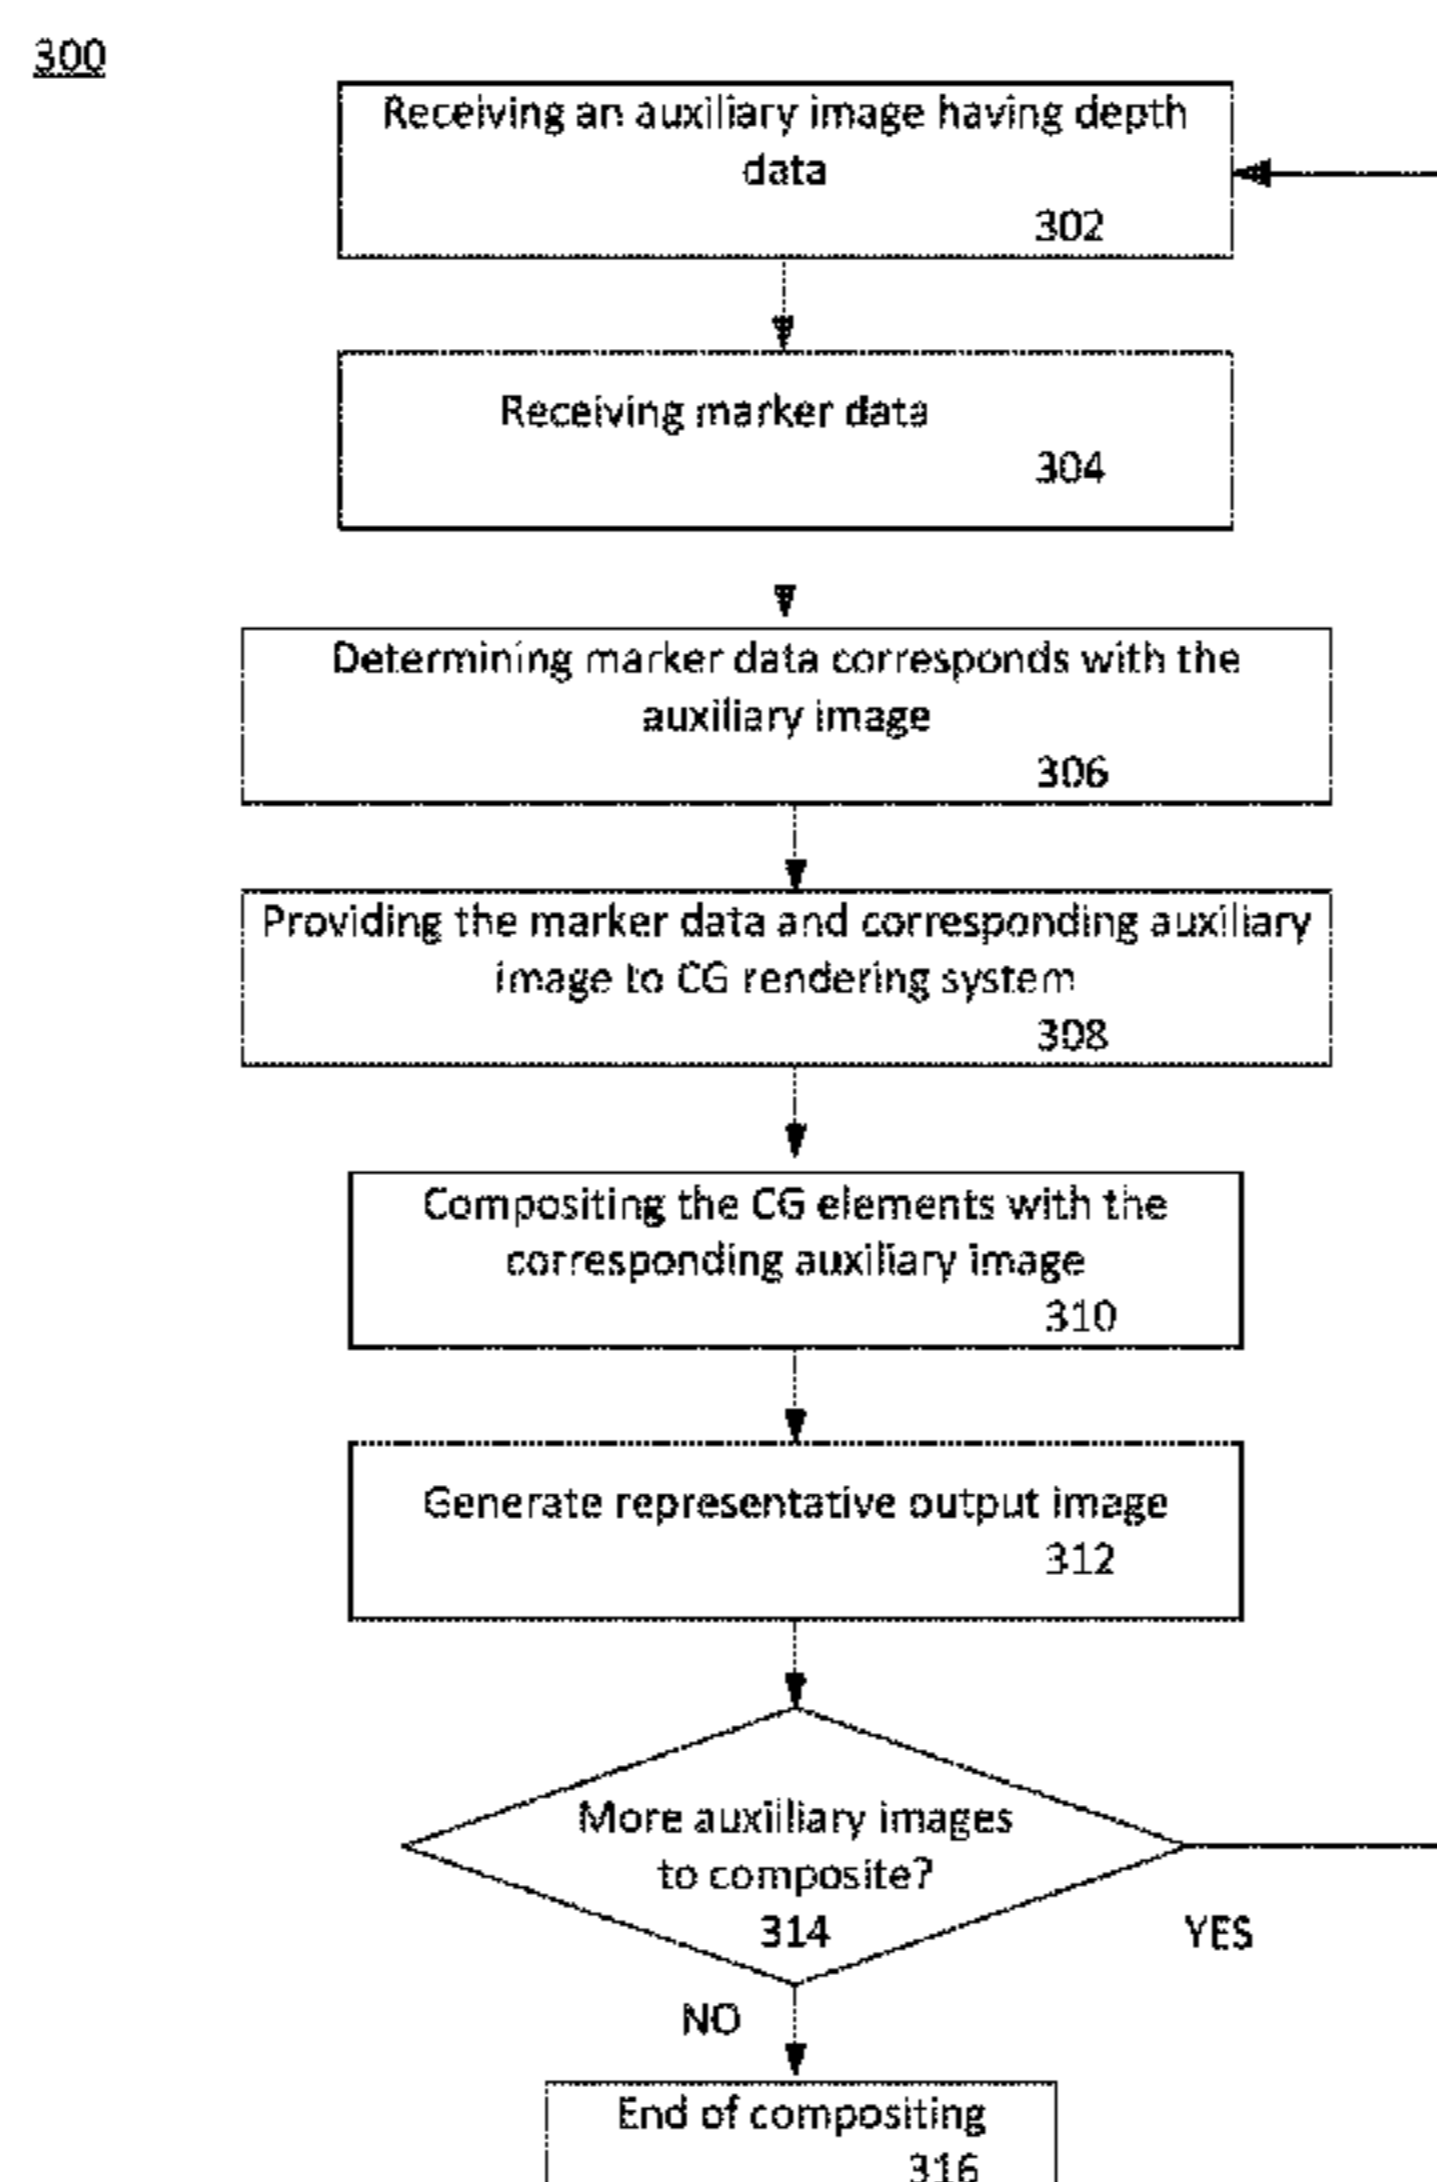 300
Receiving an auxiliary image having depth
data
302
Receiving marker data
304
Determining marker data corresponds with the
auxiliary image
306
Providing the marker data and corresponding auxiliary
image to CG rendering system
308
Compositing the CG elements with the
corresponding auxiliary image
310
Generate representative output image
312
More auxiilliary images
to composite?
314
YES
NO
End of compositing
316